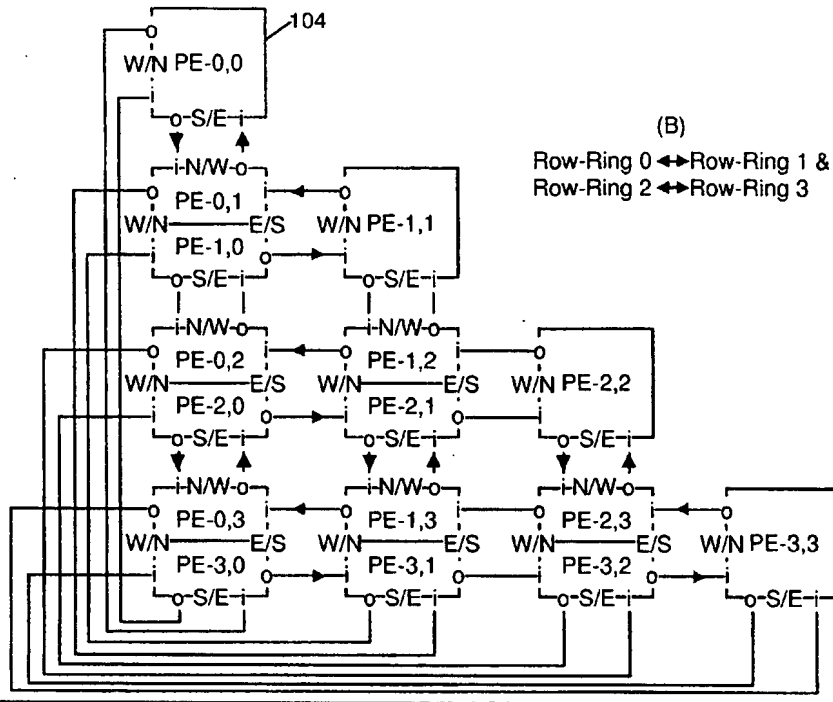 104
o
W/N PE-0,0
i
o-S/E-i
(B)
Row-Ring 0 ◄►Row-Ring 1 &
Row-Ring 2 ◄►Row-Ring 3
i-N/W-o
o PE-0,1 i o
W/N E/S W/N PE-1,1
i PE-1,0 o i
o-S/E-i o-S/E-i
i-N/W-o i-N/W-o
o PE-0,2 i o PE-1,2 i o
W/N E/S W/N E/S W/N PE-2,2
i PE-2,0 o i PE-2,1 o i
o-S/E-i o-S/E-i o-S/E-i
i-N/W-o i-N/W-o i-N/W-o
o PE-0,3 i o PE-1,3 i o PE-2,3 i o
W/N E/S W/N E/S W/N E/S W/N PE-3,3
i PE-3,0 o i PE-3,1 o i PE-3,2 o i
o-S/E-i o-S/E-i o-S/E-i o-S/E-i